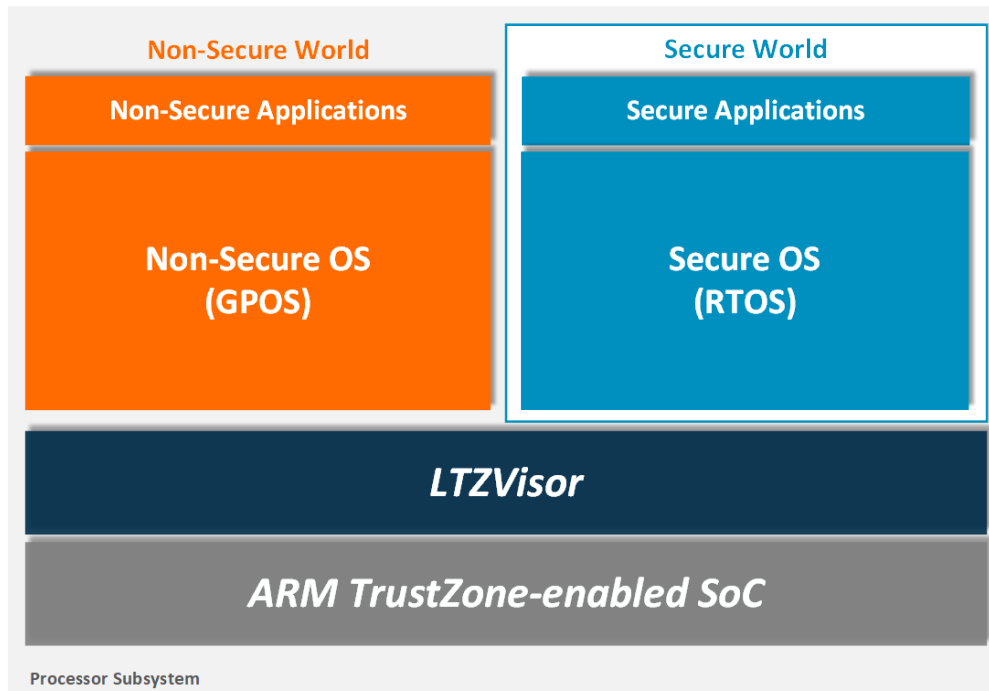 Non-Secure World
Secure World
Non-Secure Applications
Secure Applications
Non-Secure OS
(GPOS)
Secure OS
(RTOS)
LTZVisor
ARM TrustZone-enabled SoC
Processor Subsystem